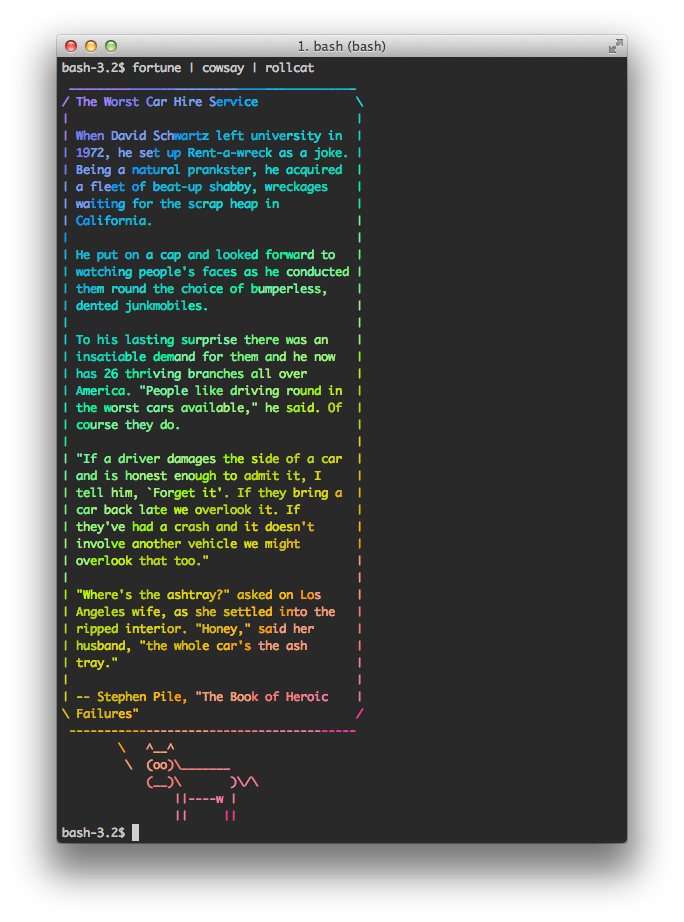 1. bash (bash)
bash-3.2$ fortune | cowsay | rollcat
 _________________________________________
/ The Worst Car Hire Service              \
|                                         |
| When David Schwartz left university in  |
| 1972, he set up Rent-a-wreck as a joke. |
| Being a natural prankster, he acquired  |
| a fleet of beat-up shabby, wreckages    |
| waiting for the scrap heap in           |
| California.                             |
|                                         |
| He put on a cap and looked forward to   |
| watching people's faces as he conducted |
| them round the choice of bumperless,    |
| dented junkmobiles.                     |
|                                         |
| To his lasting surprise there was an    |
| insatiable demand for them and he now   |
| has 26 thriving branches all over       |
| America. "People like driving round in  |
| the worst cars available," he said. Of  |
| course they do.                         |
|                                         |
| "If a driver damages the side of a car  |
| and is honest enough to admit it, I     |
| tell him, `Forget it'. If they bring a  |
| car back late we overlook it. If        |
| they've had a crash and it doesn't      |
| involve another vehicle we might        |
| overlook that too."                     |
|                                         |
| "Where's the ashtray?" asked on Los     |
| Angeles wife, as she settled into the   |
| ripped interior. "Honey," said her      |
| husband, "the whole car's the ash       |
| tray."                                  |
|                                         |
| -- Stephen Pile, "The Book of Heroic    |
\ Failures"                               /
 -----------------------------------------
        \   ^__^
         \  (oo)\_______
            (__)\       )\/\
                ||----w |
                ||     ||
bash-3.2$